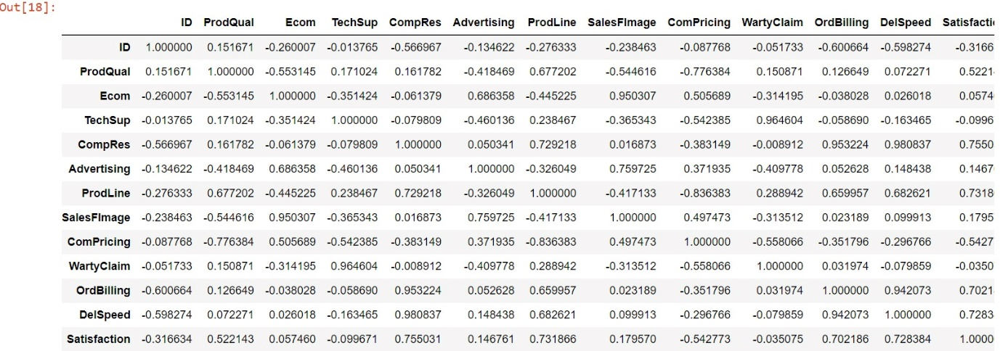 Out[18]:
ID ProdQual Ecom TechSup CompRes Advertising ProdLine SalesFImage ComPricing WartyClaim OrdBilling DelSpeed Satisfacti
ID 1.000000 0.151671 -0.260007 -0.013765 -0.566967 -0.134622 -0.276333 -0.238463 -0.087768 -0.051733 -0.600664 -0.598274 -0.3166
ProdQual 0.151671 1.000000 -0.553145 0.171024 0.161782 -0.418469 0.677202 -0.544616 -0.776384 0.150871 0.126649 0.072271 0.5221
Ecom -0.260007 -0.553145 1.000000 -0.351424 -0.061379 0.686358 -0.445225 0.950307 0.505689 -0.314195 -0.038028 0.026018 0.0574
TechSup -0.013765 0.171024 -0.351424 1.000000 -0.079809 -0.460136 0.238467 -0.365343 -0.542385 0.964604 -0.058690 -0.163465 -0.0996
CompRes -0.566967 0.161782 -0.061379 -0.079809 1.000000 0.050341 0.729218 0.016873 -0.383149 -0.008912 0.953224 0.980837 0.7550
Advertising -0.134622 -0.418469 0.686358 -0.460136 0.050341 1.000000 -0.326049 0.759725 0.371935 -0.409778 0.052628 0.148438 0.1467
ProdLine -0.276333 0.677202 -0.445225 0.238467 0.729218 -0.326049 1.000000 -0.417133 -0.836383 0.288942 0.659957 0.682621 0.7318
SalesFImage -0.238463 -0.544616 0.950307 -0.365343 0.016873 0.759725 -0.417133 1.000000 0.497473 -0.313512 0.023189 0.099913 0.1795
ComPricing -0.087768 -0.776384 0.505689 -0.542385 -0.383149 0.371935 -0.836383 0.497473 1.000000 -0.558066 -0.351796 -0.296766 -0.5427
WartyClaim -0.051733 0.150871 -0.314195 0.964604 -0.008912 -0.409778 0.288942 -0.313512 -0.558066 1.000000 0.031974 -0.079859 -0.0350
OrdBilling -0.600664 0.126649 -0.038028 -0.058690 0.953224 0.052628 0.659957 0.023189 -0.351796 0.031974 1.000000 0.942073 0.7021
DelSpeed -0.598274 0.072271 0.026018 -0.163465 0.980837 0.148438 0.682621 0.099913 -0.296766 -0.079859 0.942073 1.000000 0.7283
Satisfaction -0.316634 0.522143 0.057460 -0.099671 0.755031 0.146761 0.731866 0.179570 -0.542773 -0.035075 0.702186 0.728384 1.0000